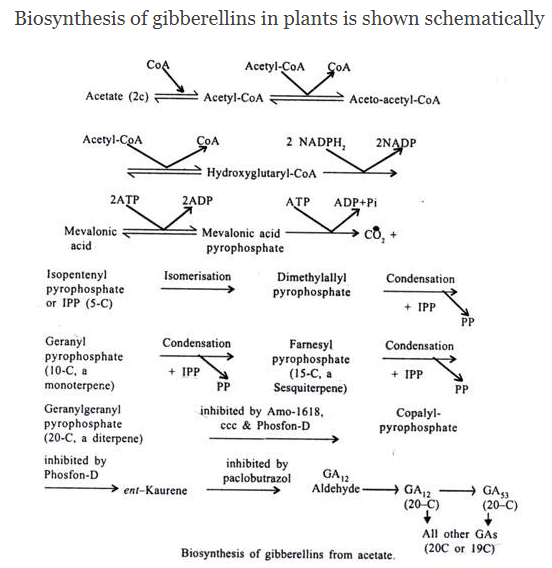 Biosynthesis of gibberellins in plants is shown schematically
CoA Acetyl-CoA CoA
Acetate (2c) Acetyl-CoA Aceto-acetyl-CoA
Acetyl-CoA CoA 2 NADPH₂ 2NADP
Hydroxyglutaryl-CoA
2ATP 2ADP ATP ADP+Pi
Mevalonic Mevalonic acid CO₂ +
acid pyrophosphate
Isopentenyl Isomerisation Dimethylallyl Condensation
pyrophosphate pyrophosphate
or IPP (5-C) + IPP
PP
Geranyl Condensation Farnesyl Condensation
pyrophosphate pyrophosphate
(10-C, a + IPP (15-C, a + IPP
monoterpene) PP Sesquiterpene) PP
Geranylgeranyl inhibited by Amo-1618, Copalyl-
pyrophosphate ccc & Phosfon-D pyrophosphate
(20-C, a diterpene)
inhibited by inhibited by
Phosfon-D paclobutrazol GA₁₂
ent-Kaurene Aldehyde GA₁₂ GA₅₃
(20-C) (20-C)
All other GAs
(20C or 19C)
Biosynthesis of gibberellins from acetate.